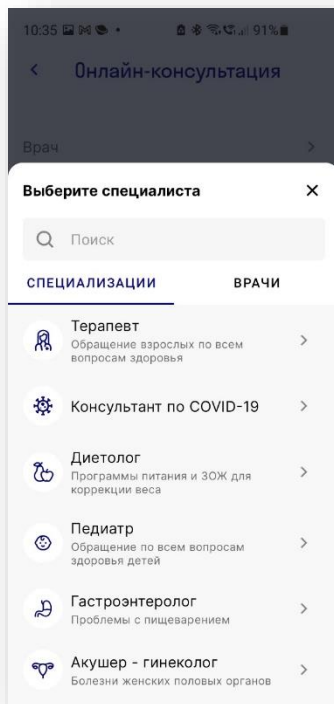 10:35 91%
Онлайн-консультация
Врач
Выберите специалиста
Поиск
СПЕЦИАЛИЗАЦИИ ВРАЧИ
Терапевт
Обращение взрослых по всем
вопросам здоровья
Консультант по COVID-19
Диетолог
Программы питания и ЗОЖ для
коррекции веса
Педиатр
Обращение по всем вопросам
здоровья детей
Гастроэнтеролог
Проблемы с пищеварением
Акушер - гинеколог
Болезни женских половых органов